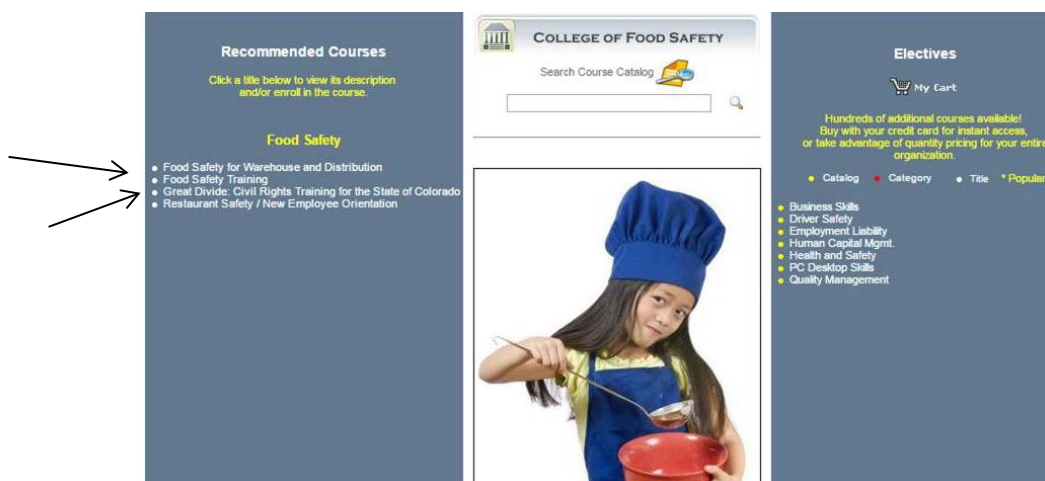 Recommended Courses
Click a title below to view its description
and/or enroll in the course.
Food Safety
Food Safety for Warehouse and Distribution
Food Safety Training
Great Divide: Civil Rights Training for the State of Colorado
Restaurant Safety / New Employee Orientation
COLLEGE OF FOOD SAFETY
Search Course Catalog
Electives
My Cart
Hundreds of additional courses available!
Buy with your credit card for instant access,
or take advantage of quantity pricing for your entire
organization.
Catalog Category Title * Popular
Business Skills
Driver Safety
Employment Liability
Human Capital Mgmt.
Health and Safety
PC Desktop Skills
Quality Management